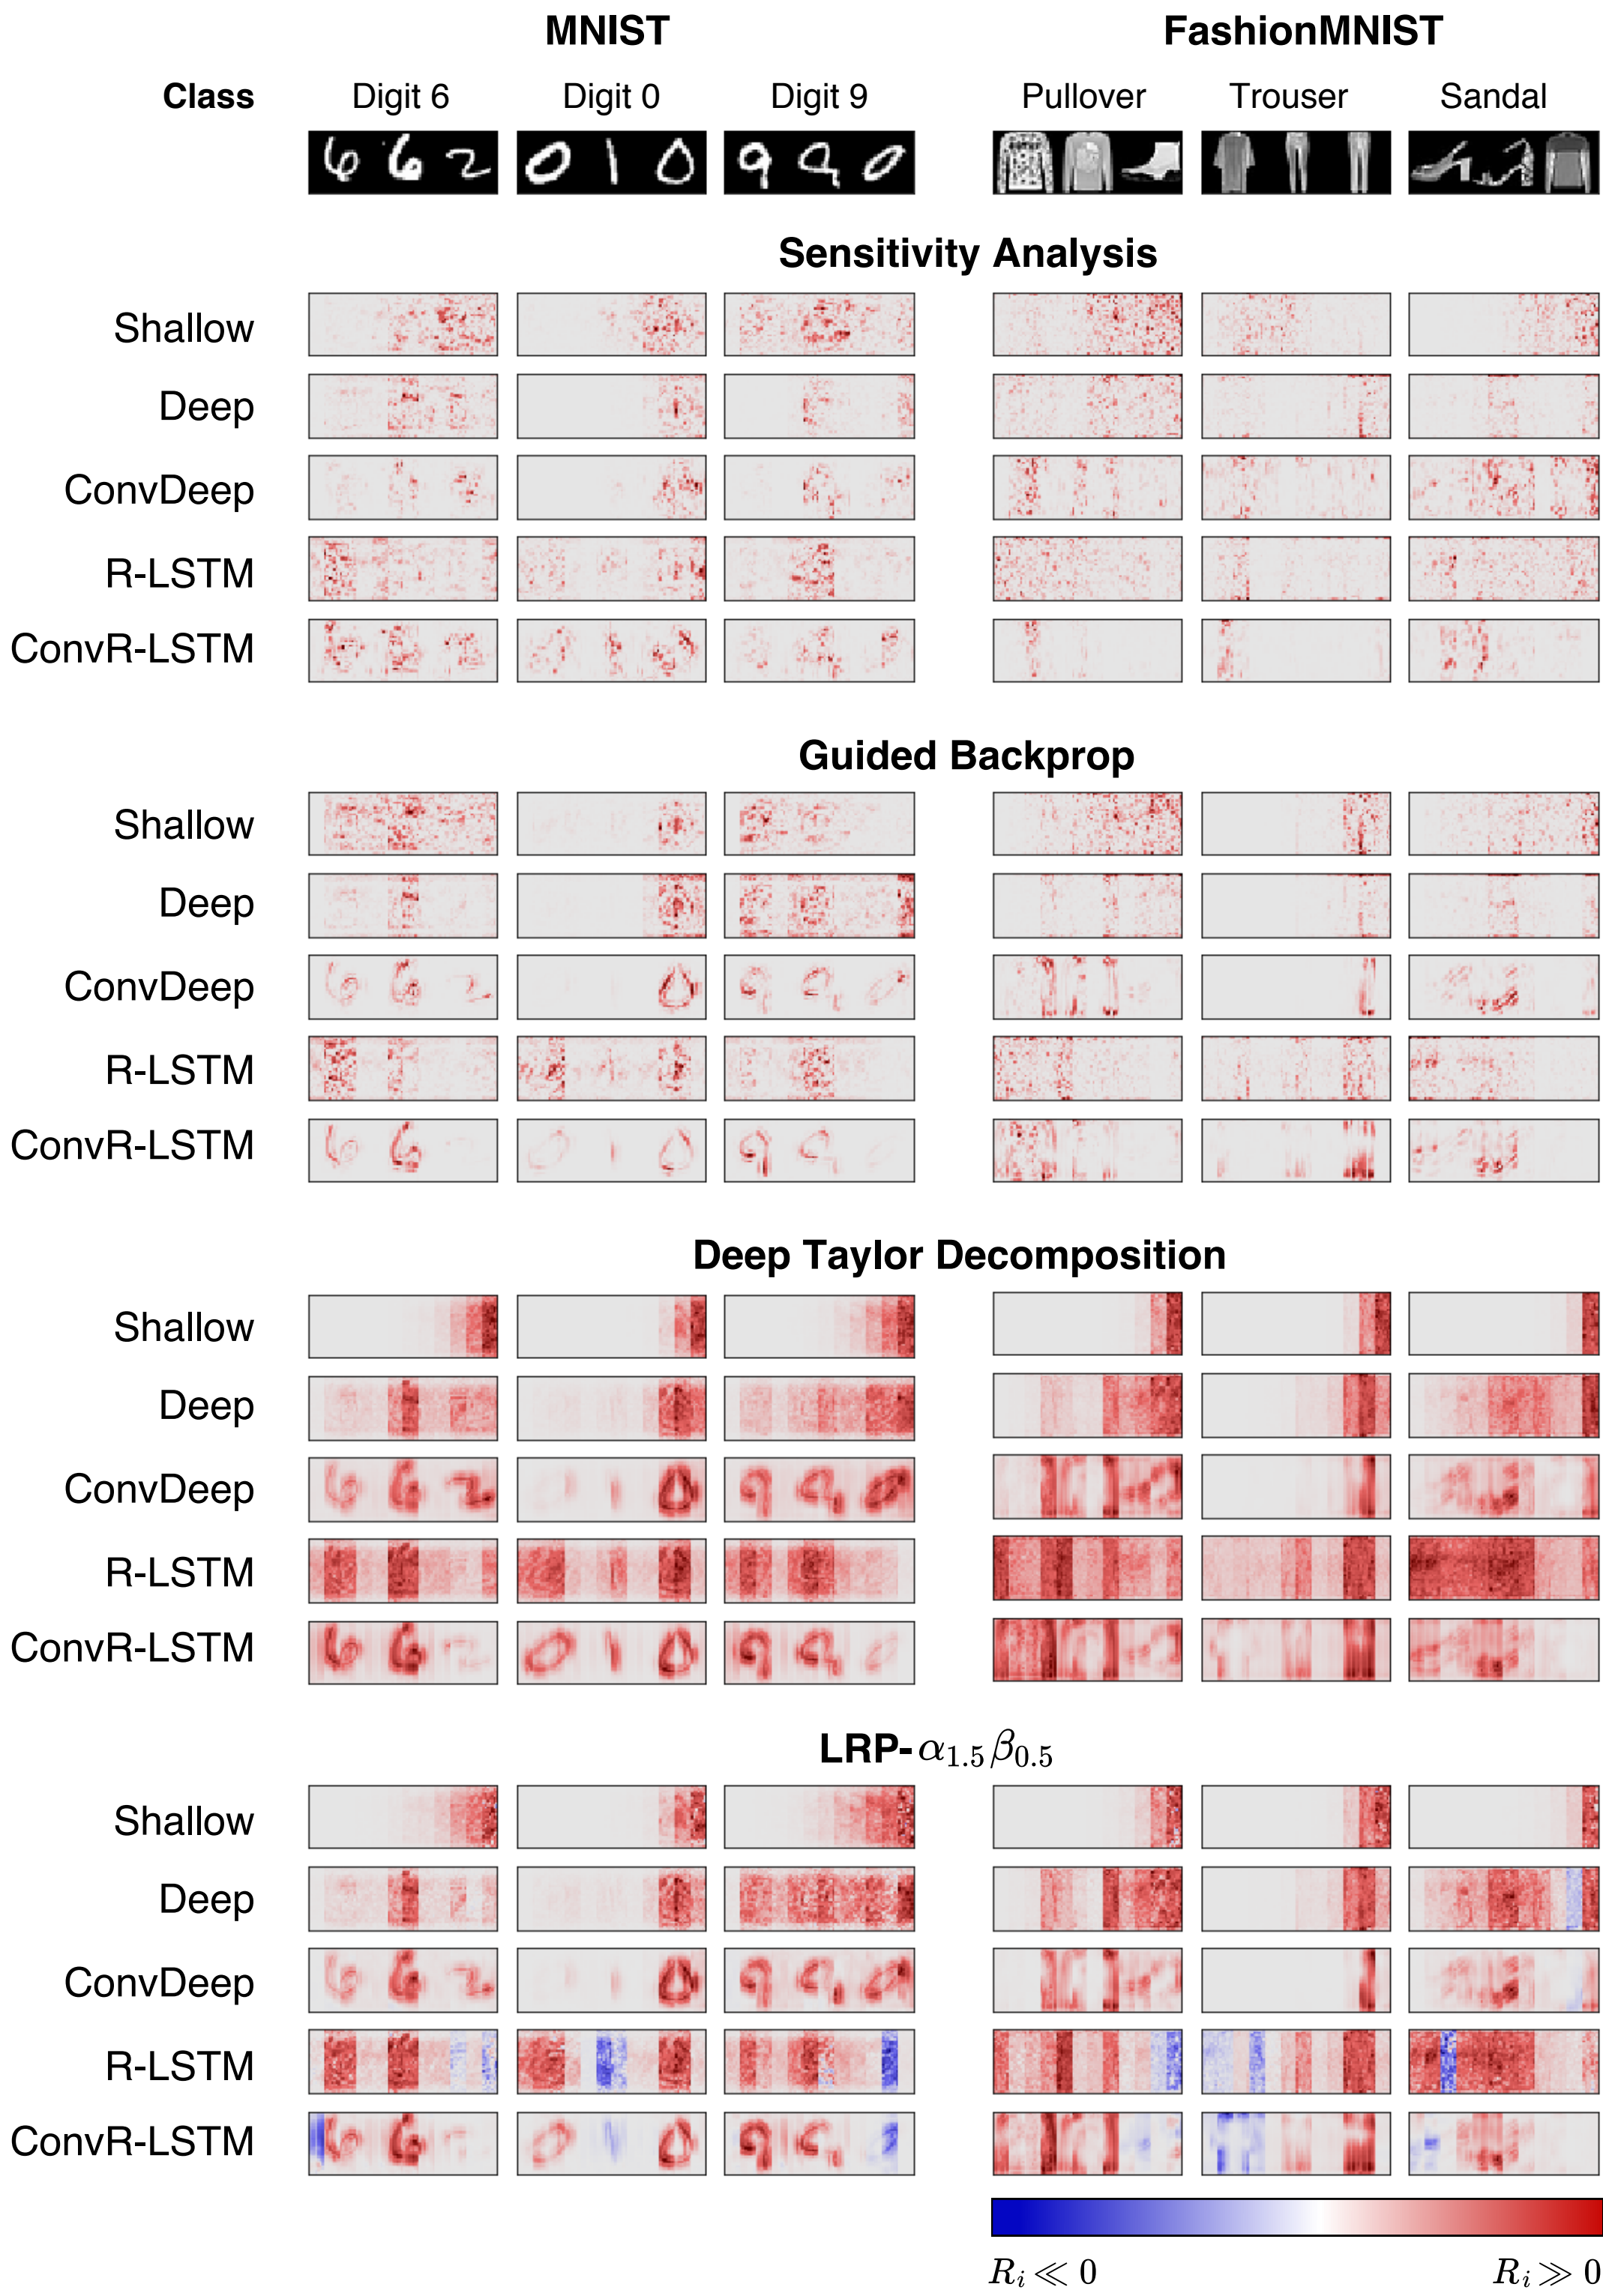 MNIST FashionMNIST
Class Digit 6 Digit 0 Digit 9 Pullover Trouser Sandal
Sensitivity Analysis
Shallow
Deep
ConvDeep
R-LSTM
ConvR-LSTM
Guided Backprop
Shallow
Deep
ConvDeep
R-LSTM
ConvR-LSTM
Deep Taylor Decomposition
Shallow
Deep
ConvDeep
R-LSTM
ConvR-LSTM
LRP-α1.5β0.5
Shallow
Deep
ConvDeep
R-LSTM
ConvR-LSTM
Ri ≪ 0 Ri ≫ 0